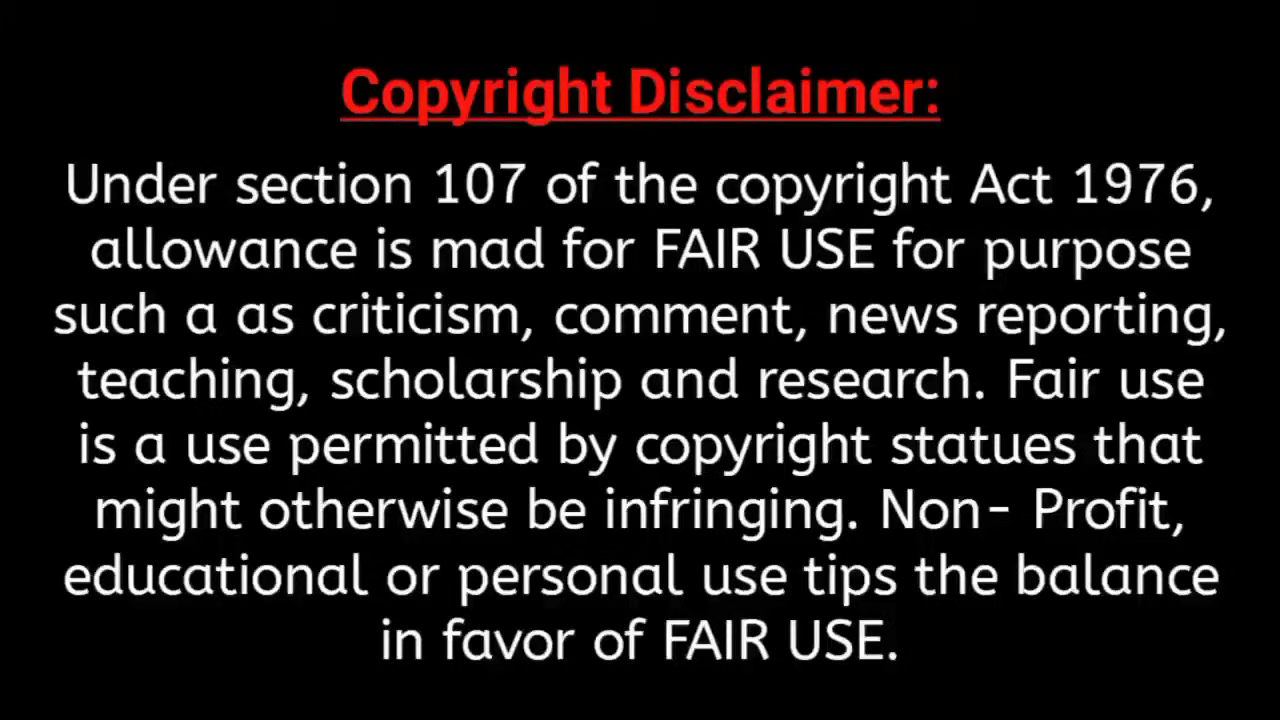 Copyright Disclaimer:
Under section 107 of the copyright Act 1976,
allowance is mad for FAIR USE for purpose
such a as criticism, comment, news reporting,
teaching, scholarship and research. Fair use
is a use permitted by copyright statues that
might otherwise be infringing. Non- Profit,
educational or personal use tips the balance
in favor of FAIR USE.